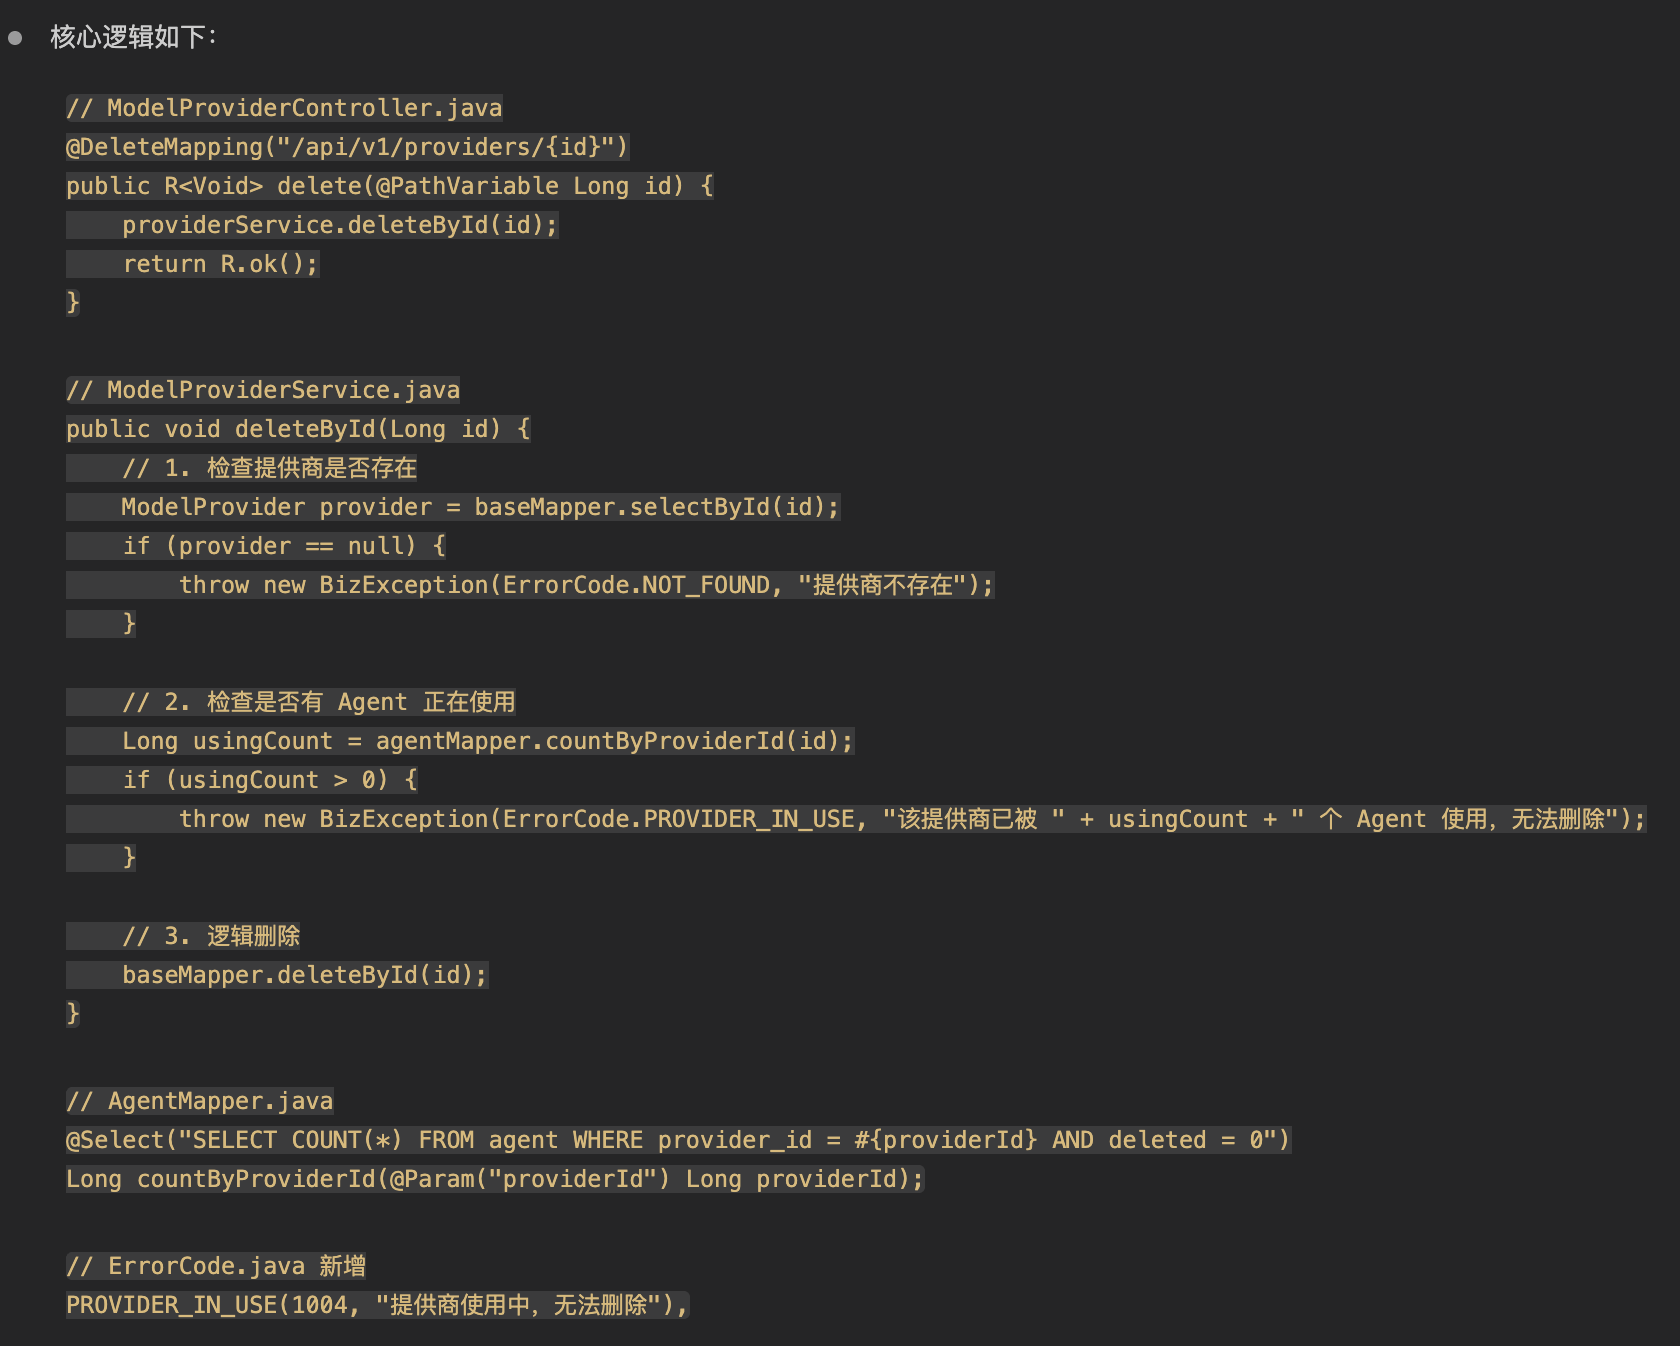 核心逻辑如下：
// ModelProviderController.java
@DeleteMapping("/api/v1/providers/{id}")
public R<Void> delete(@PathVariable Long id) {
    providerService.deleteById(id);
    return R.ok();
}
// ModelProviderService.java
public void deleteById(Long id) {
    // 1. 检查提供商是否存在
    ModelProvider provider = baseMapper.selectById(id);
    if (provider == null) {
        throw new BizException(ErrorCode.NOT_FOUND, "提供商不存在");
    }
    // 2. 检查是否有 Agent 正在使用
    Long usingCount = agentMapper.countByProviderId(id);
    if (usingCount > 0) {
        throw new BizException(ErrorCode.PROVIDER_IN_USE, "该提供商已被 " + usingCount + " 个 Agent 使用，无法删除");
    }
    // 3. 逻辑删除
    baseMapper.deleteById(id);
}
// AgentMapper.java
@Select("SELECT COUNT(*) FROM agent WHERE provider_id = #{providerId} AND deleted = 0")
Long countByProviderId(@Param("providerId") Long providerId);
// ErrorCode.java 新增
PROVIDER_IN_USE(1004, "提供商使用中，无法删除"),